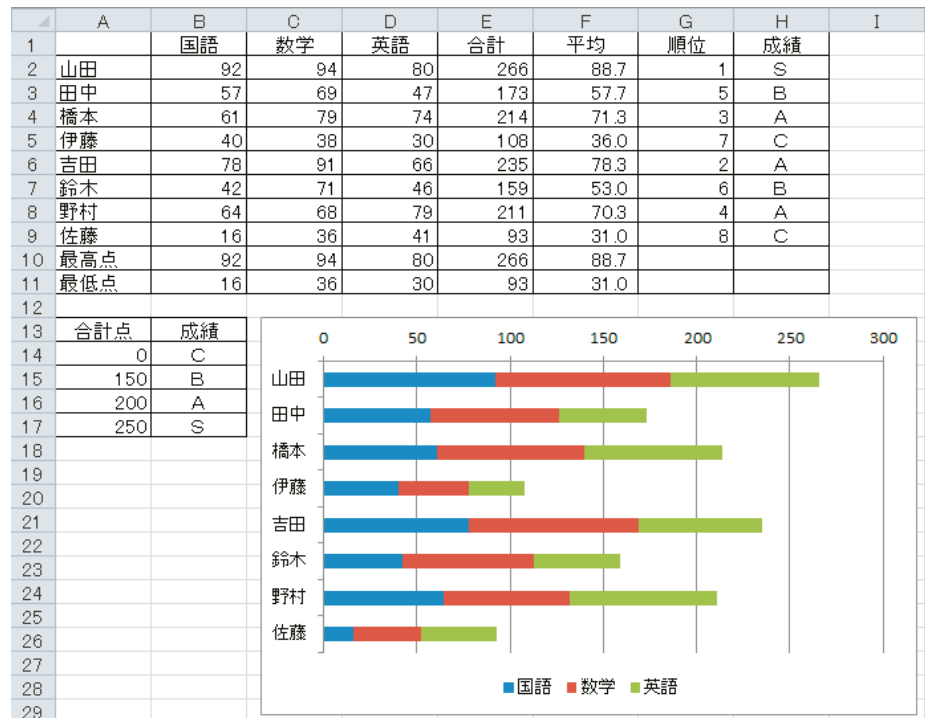 A B C D E F G H I
1 国語 数学 英語 合計 平均 順位 成績
2 山田 92 94 80 266 88.7 1 S
3 田中 57 69 47 173 57.7 5 B
4 橋本 61 79 74 214 71.3 3 A
5 伊藤 40 38 30 108 36.0 7 C
6 吉田 78 91 66 235 78.3 2 A
7 鈴木 42 71 46 159 53.0 6 B
8 野村 64 68 79 211 70.3 4 A
9 佐藤 16 36 41 93 31.0 8 C
10 最高点 92 94 80 266 88.7
11 最低点 16 36 30 93 31.0
12
13 合計点 成績
14 0 C
15 150 B
16 200 A
17 250 S
18
19
20
21
22
23
24
25
26
27
28
29
0 50 100 150 200 250 300
山田
田中
橋本
伊藤
吉田
鈴木
野村
佐藤
国語 数学 英語